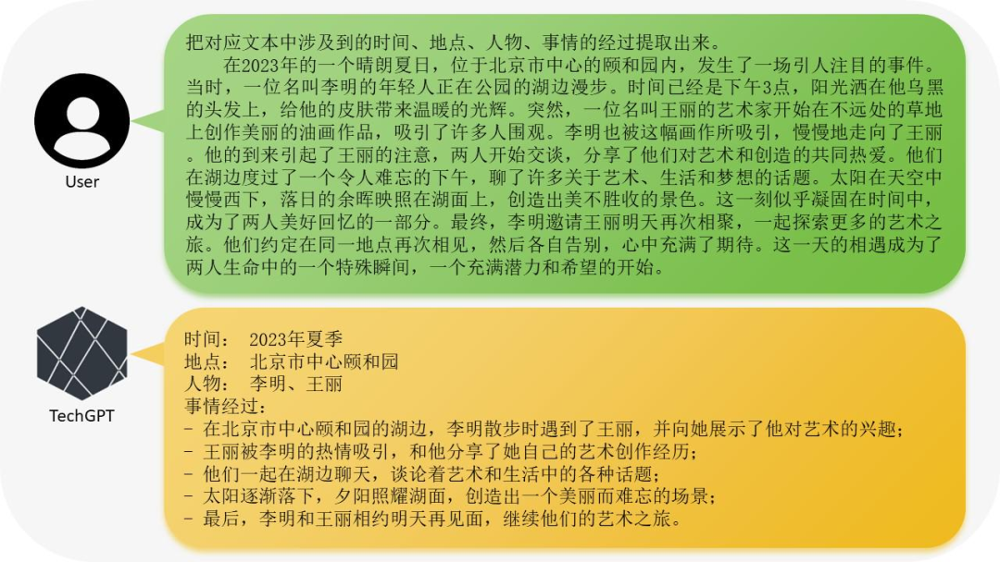 把对应文本中涉及到的时间、地点、人物、事情的经过提取出来。
在2023年的一个晴朗夏日，位于北京市中心的颐和园内，发生了一场引人注目的事件。
当时，一位名叫李明的年轻人正在公园的湖边漫步。时间已经是下午3点，阳光洒在他乌黑
的头发上，给他的皮肤带来温暖的光辉。突然，一位名叫王丽的艺术家开始在不远处的草地
上创作美丽的油画作品，吸引了许多人围观。李明也被这幅画作所吸引，慢慢地走向了王丽
。他的到来引起了王丽的注意，两人开始交谈，分享了他们对艺术和创造的共同热爱。他们
在湖边度过了一个令人难忘的下午，聊了许多关于艺术、生活和梦想的话题。太阳在天空中
慢慢西下，落日的余晖映照在湖面上，创造出美不胜收的景色。这一刻似乎凝固在时间中，
成为了两人美好回忆的一部分。最终，李明邀请王丽明天再次相聚，一起探索更多的艺术之
旅。他们约定在同一地点再次相见，然后各自告别，心中充满了期待。这一天的相遇成为了
两人生命中的一个特殊瞬间，一个充满潜力和希望的开始。
User
时间： 2023年夏季
地点： 北京市中心颐和园
人物： 李明、王丽
事情经过：
- 在北京市中心颐和园的湖边，李明散步时遇到了王丽，并向她展示了他对艺术的兴趣；
- 王丽被李明的热情吸引，和他分享了她自己的艺术创作经历；
- 他们一起在湖边聊天，谈论着艺术和生活中的各种话题；
- 太阳逐渐落下，夕阳照耀湖面，创造出一个美丽而难忘的场景；
- 最后，李明和王丽相约明天再见面，继续他们的艺术之旅。
TechGPT